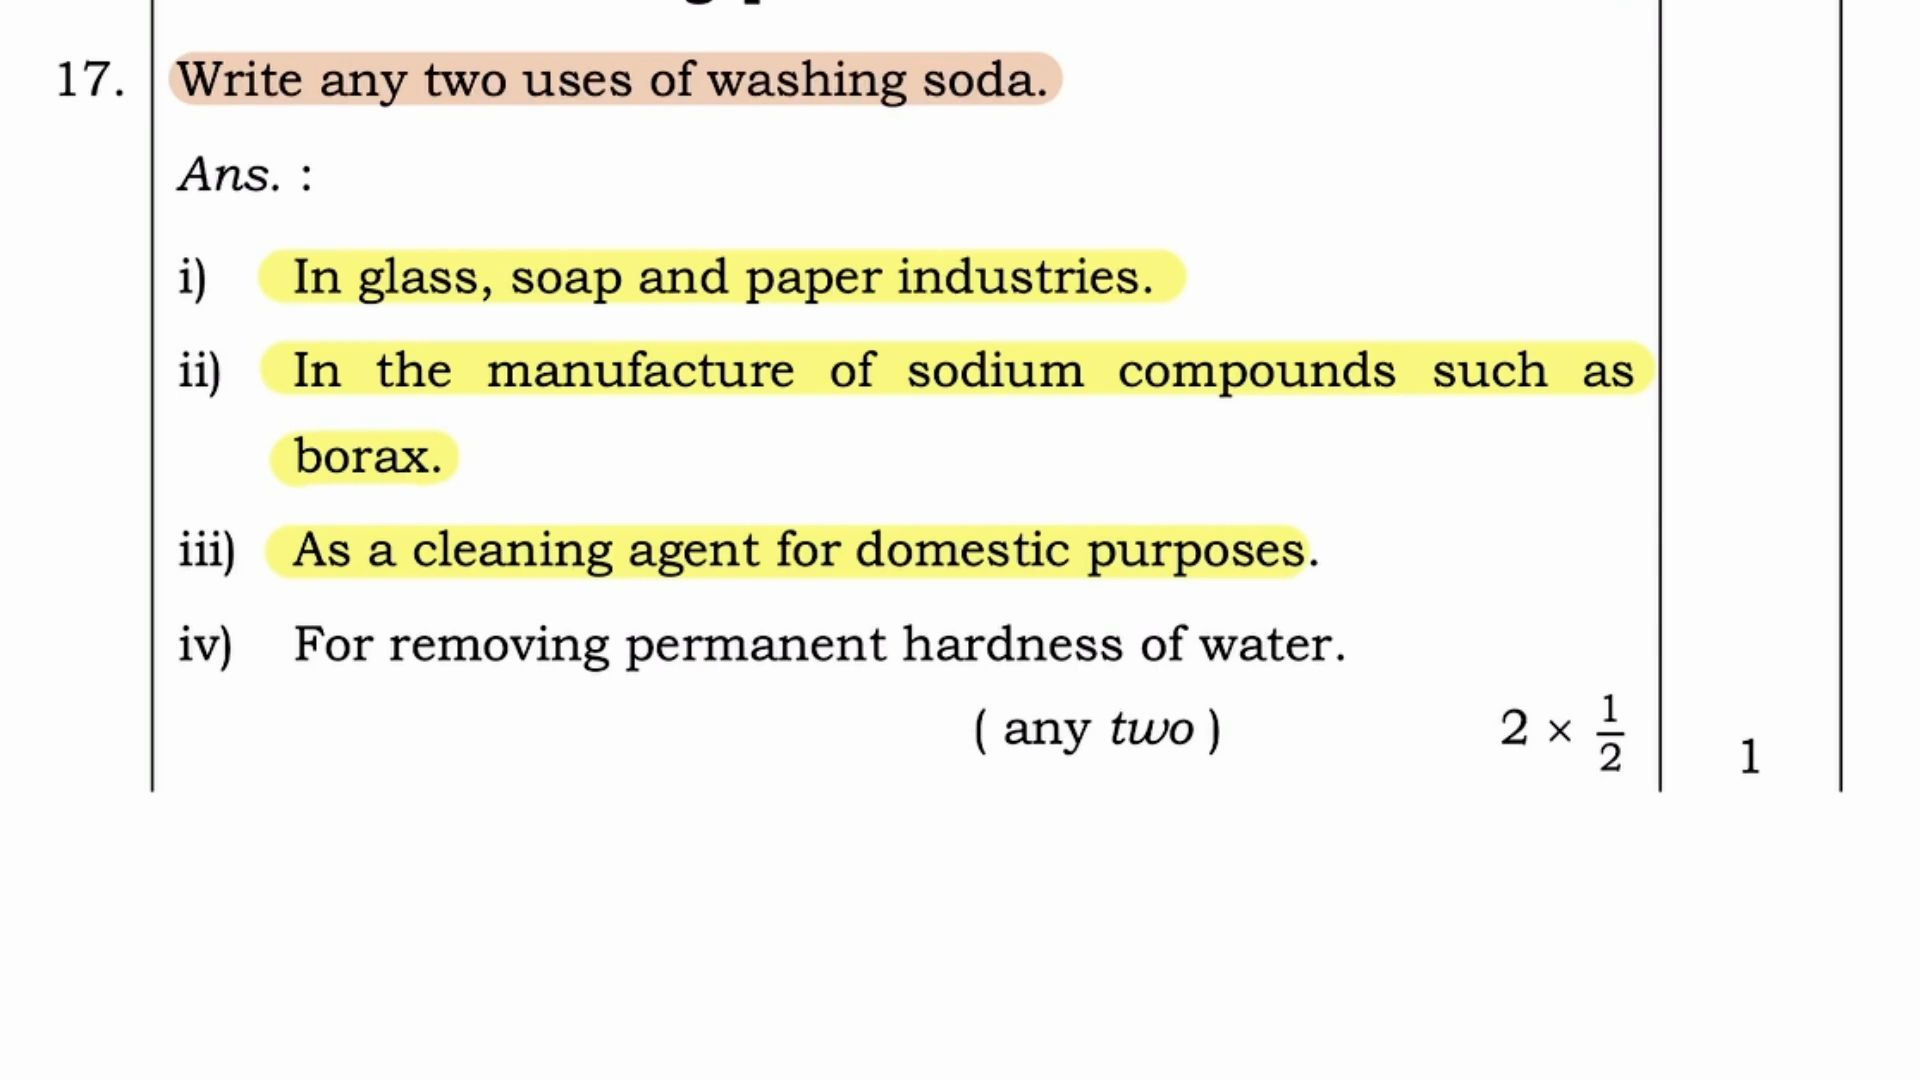 17. Write any two uses of washing soda.
Ans. :
i) In glass, soap and paper industries.
ii) In the manufacture of sodium compounds such as
borax.
iii) As a cleaning agent for domestic purposes.
iv) For removing permanent hardness of water.
( any two ) 2 × 1/2 1